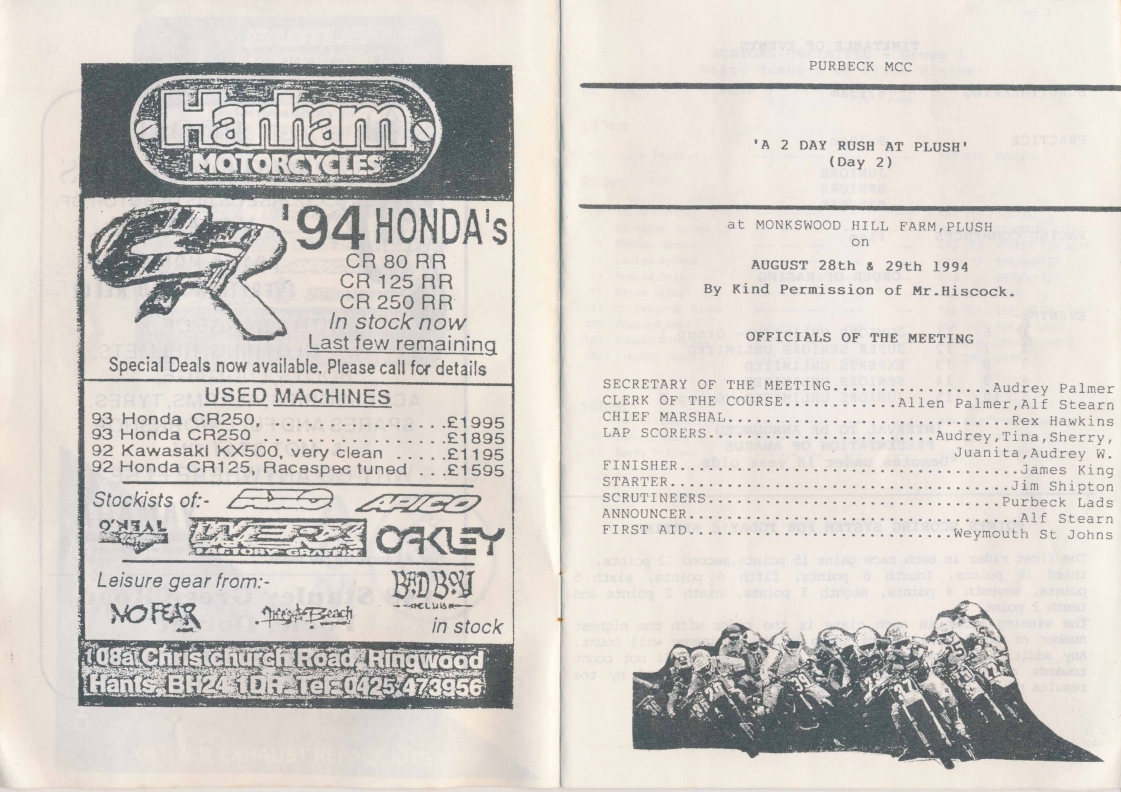 Hanham
MOTORCYCLES
'94 HONDA's
CR
CR 80 RR
CR 125 RR
CR 250 RR
In stock now
Last few remaining
Special Deals now available. Please call for details
USED MACHINES
93 Honda CR250, ....................£1995
93 Honda CR250 ....................£1895
92 Kawasaki KX500, very clean .....£1195
92 Honda CR125, Racespec tuned ...£1595
Stockists of:- AXO APICO
O'NEAL WERX OAKLEY
FACTORY-GRAFFIX
Leisure gear from:- BAD BOY
CLUB
NO FEAR
in stock
108a Christchurch Road, Ringwood
Hants, BH24 1DR Tel- 0425 473956
PURBECK MCC
'A 2 DAY RUSH AT PLUSH'
(Day 2)
at MONKSWOOD HILL FARM,PLUSH
on
AUGUST 28th & 29th 1994
By Kind Permission of Mr.Hiscock.
OFFICIALS OF THE MEETING
SECRETARY OF THE MEETING.................Audrey Palmer
CLERK OF THE COURSE............Allen Palmer,Alf Stearn
CHIEF MARSHAL..............................Rex Hawkins
LAP SCORERS........................Audrey,Tina,Sherry,
Juanita,Audrey W.
FINISHER....................................James King
STARTER.....................................Jim Shipton
SCRUTINEERS...............................Purbeck Lads
ANNOUNCER..................................Alf Stearn
FIRST AID............................Weymouth St Johns